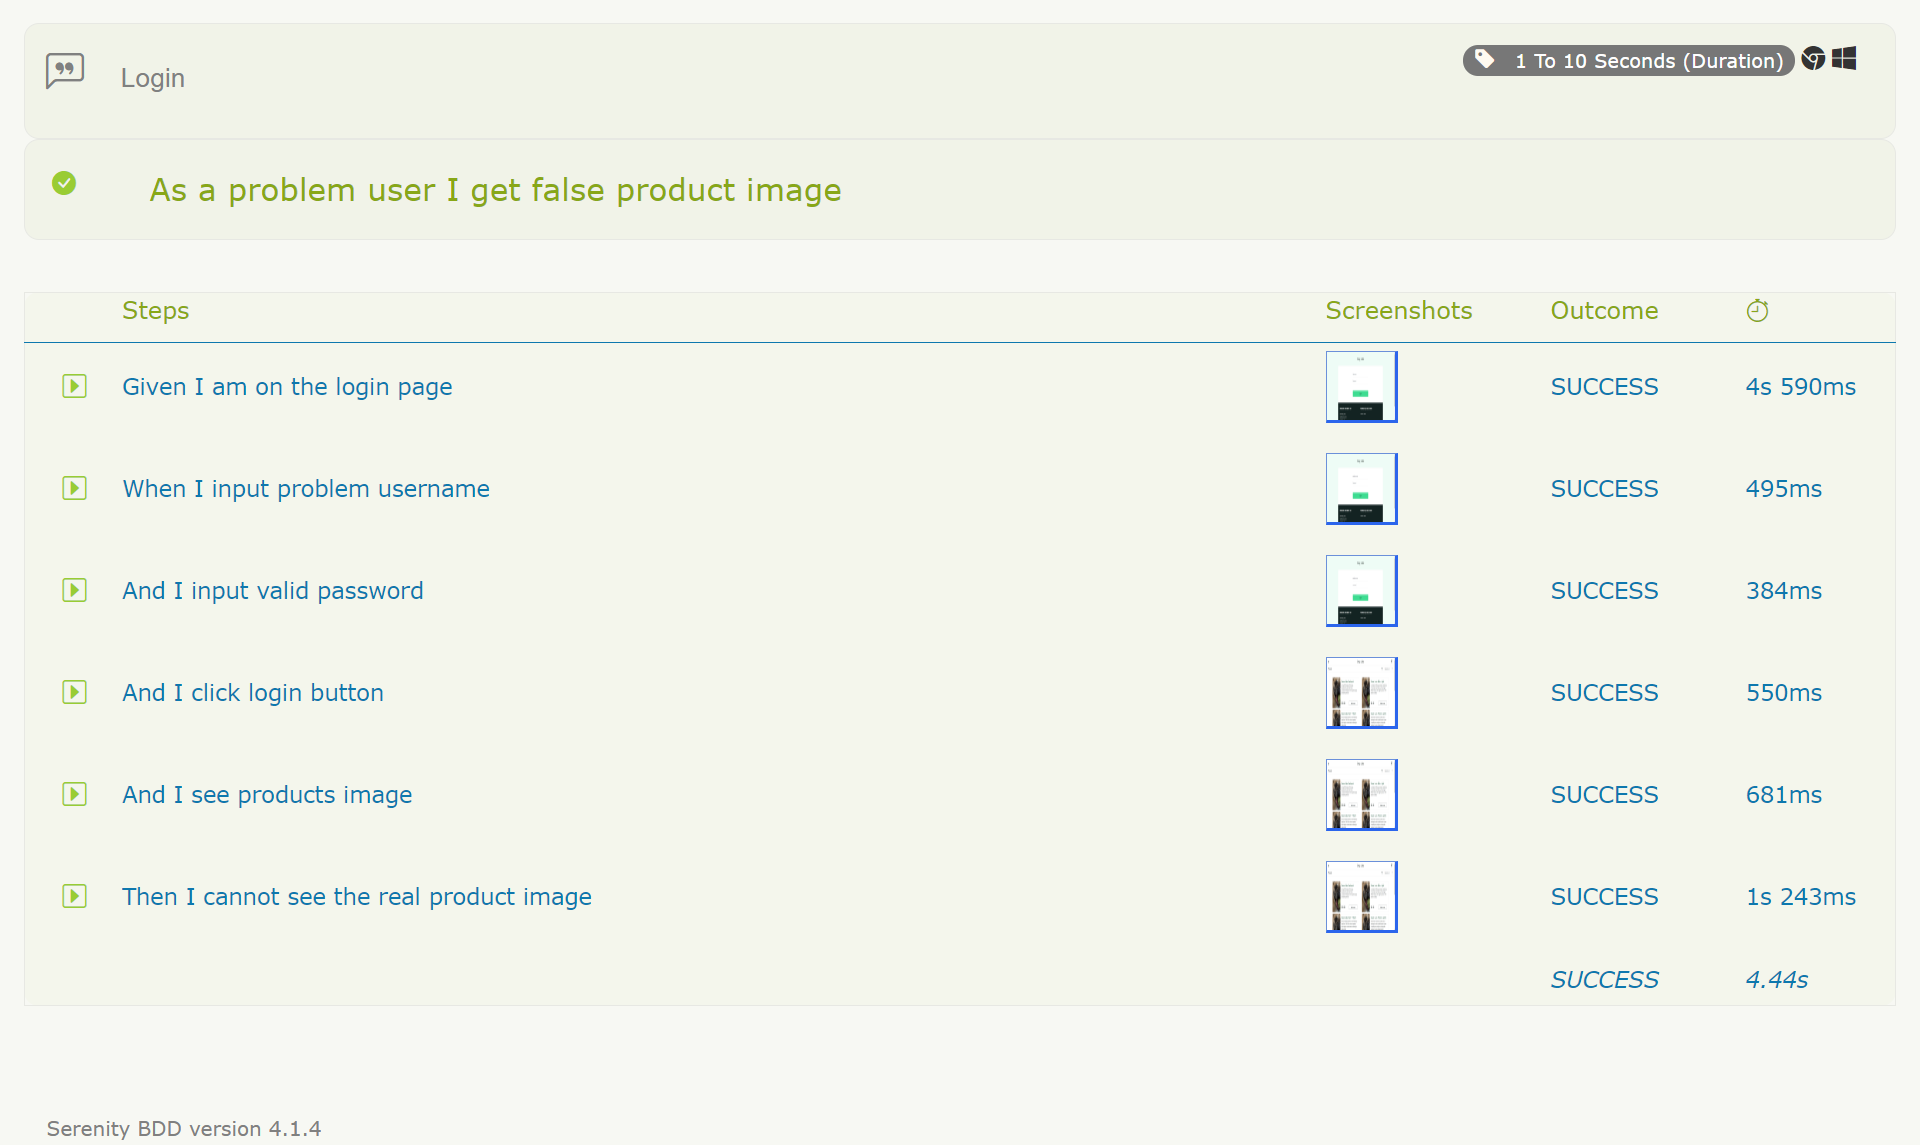 Login
1 To 10 Seconds (Duration)
As a problem user I get false product image
Steps Screenshots Outcome
Given I am on the login page SUCCESS 4s 590ms
When I input problem username SUCCESS 495ms
And I input valid password SUCCESS 384ms
And I click login button SUCCESS 550ms
And I see products image SUCCESS 681ms
Then I cannot see the real product image SUCCESS 1s 243ms
SUCCESS 4.44s
Serenity BDD version 4.1.4